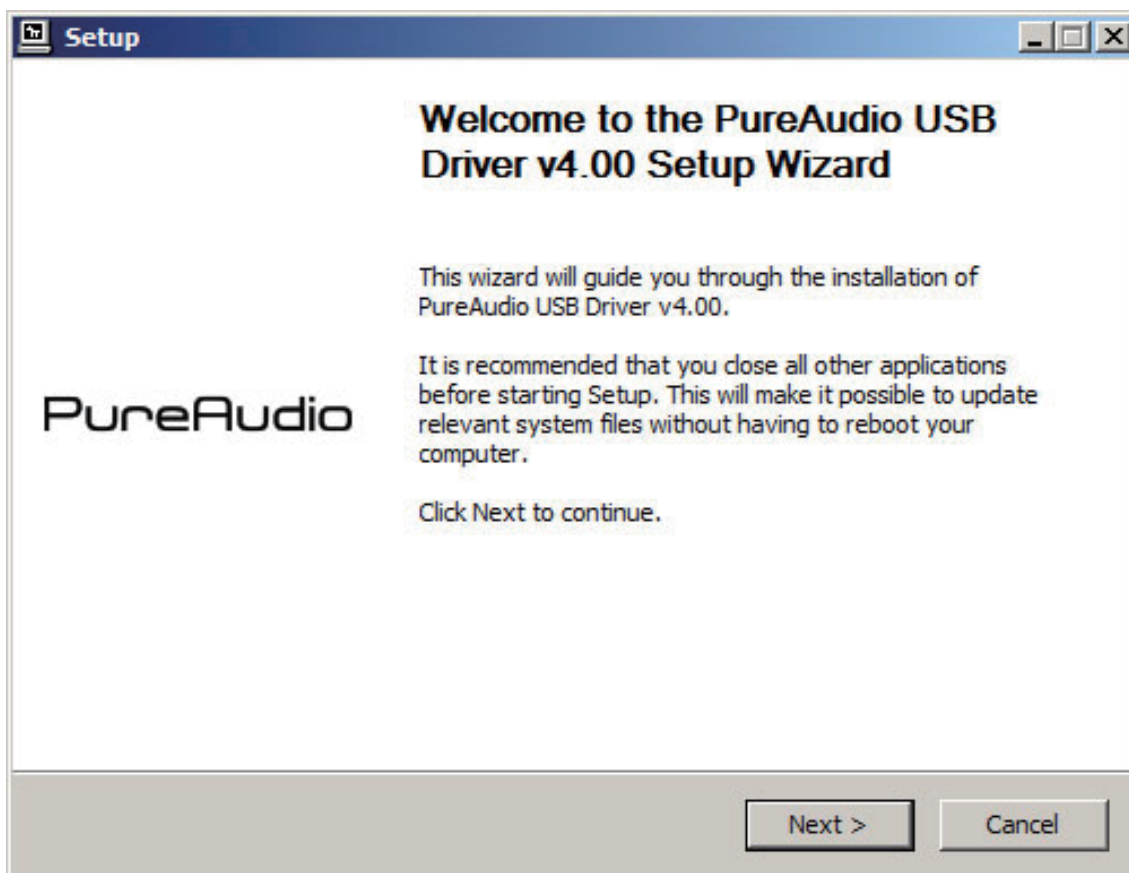 Setup
Welcome to the PureAudio USB
Driver v4.00 Setup Wizard
This wizard will guide you through the installation of
PureAudio USB Driver v4.00.
It is recommended that you close all other applications
before starting Setup. This will make it possible to update
relevant system files without having to reboot your
computer.
PureAudio
Click Next to continue.
Next >
Cancel